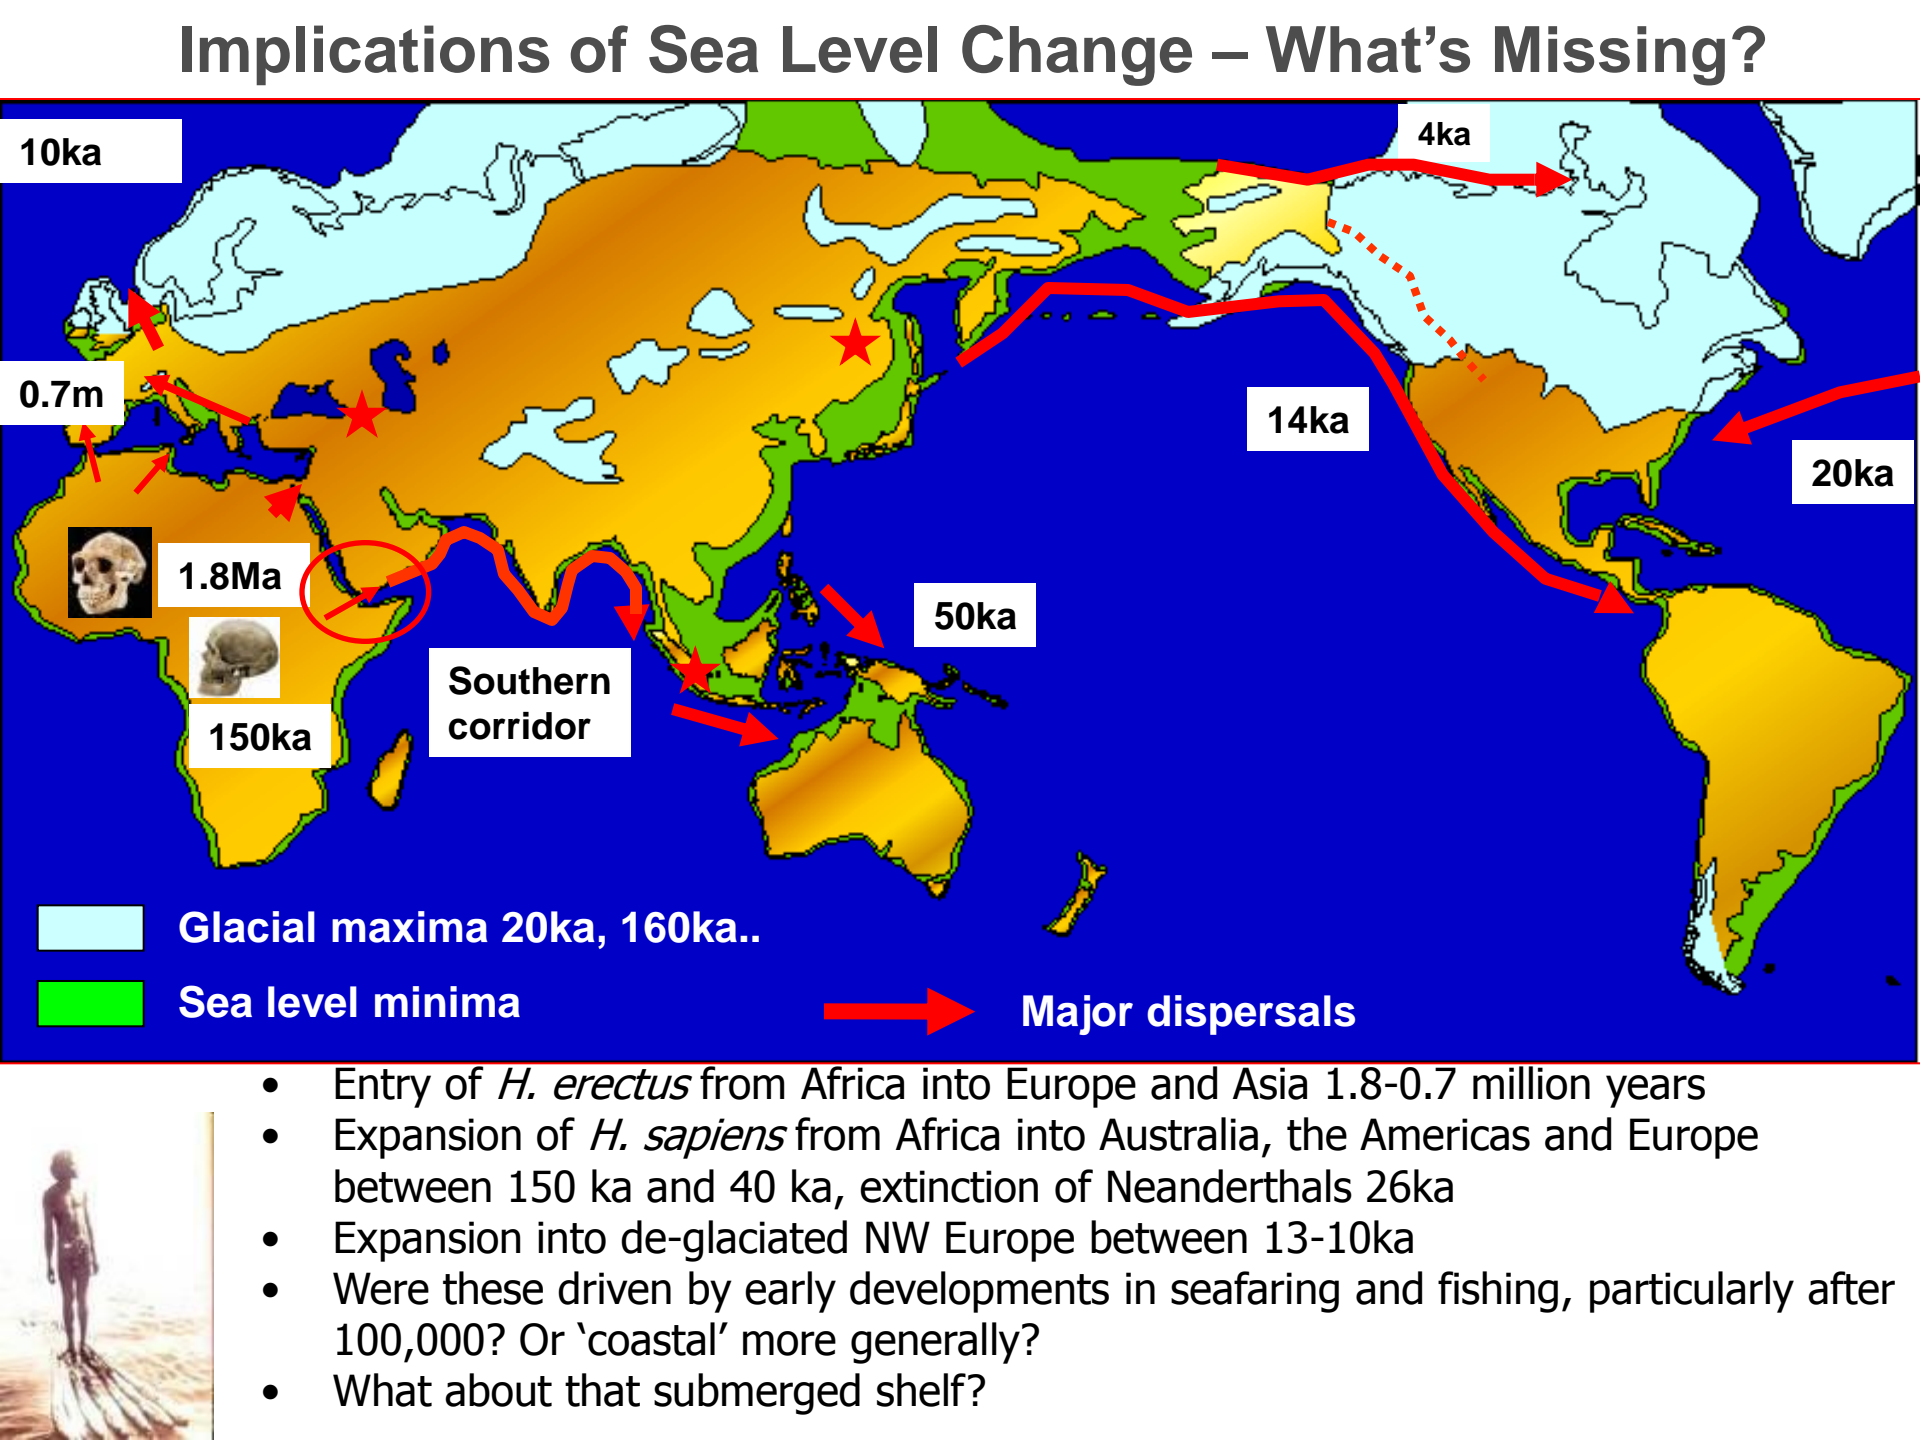 Implications of Sea Level Change – What's Missing?
10ka
4ka
0.7m
14ka
20ka
1.8Ma
50ka
Southern
corridor
150ka
Glacial maxima 20ka, 160ka..
Sea level minima
Major dispersals
• Entry of H. erectus from Africa into Europe and Asia 1.8-0.7 million years
• Expansion of H. sapiens from Africa into Australia, the Americas and Europe
between 150 ka and 40 ka, extinction of Neanderthals 26ka
• Expansion into de-glaciated NW Europe between 13-10ka
• Were these driven by early developments in seafaring and fishing, particularly after
100,000? Or ‘coastal’ more generally?
• What about that submerged shelf?